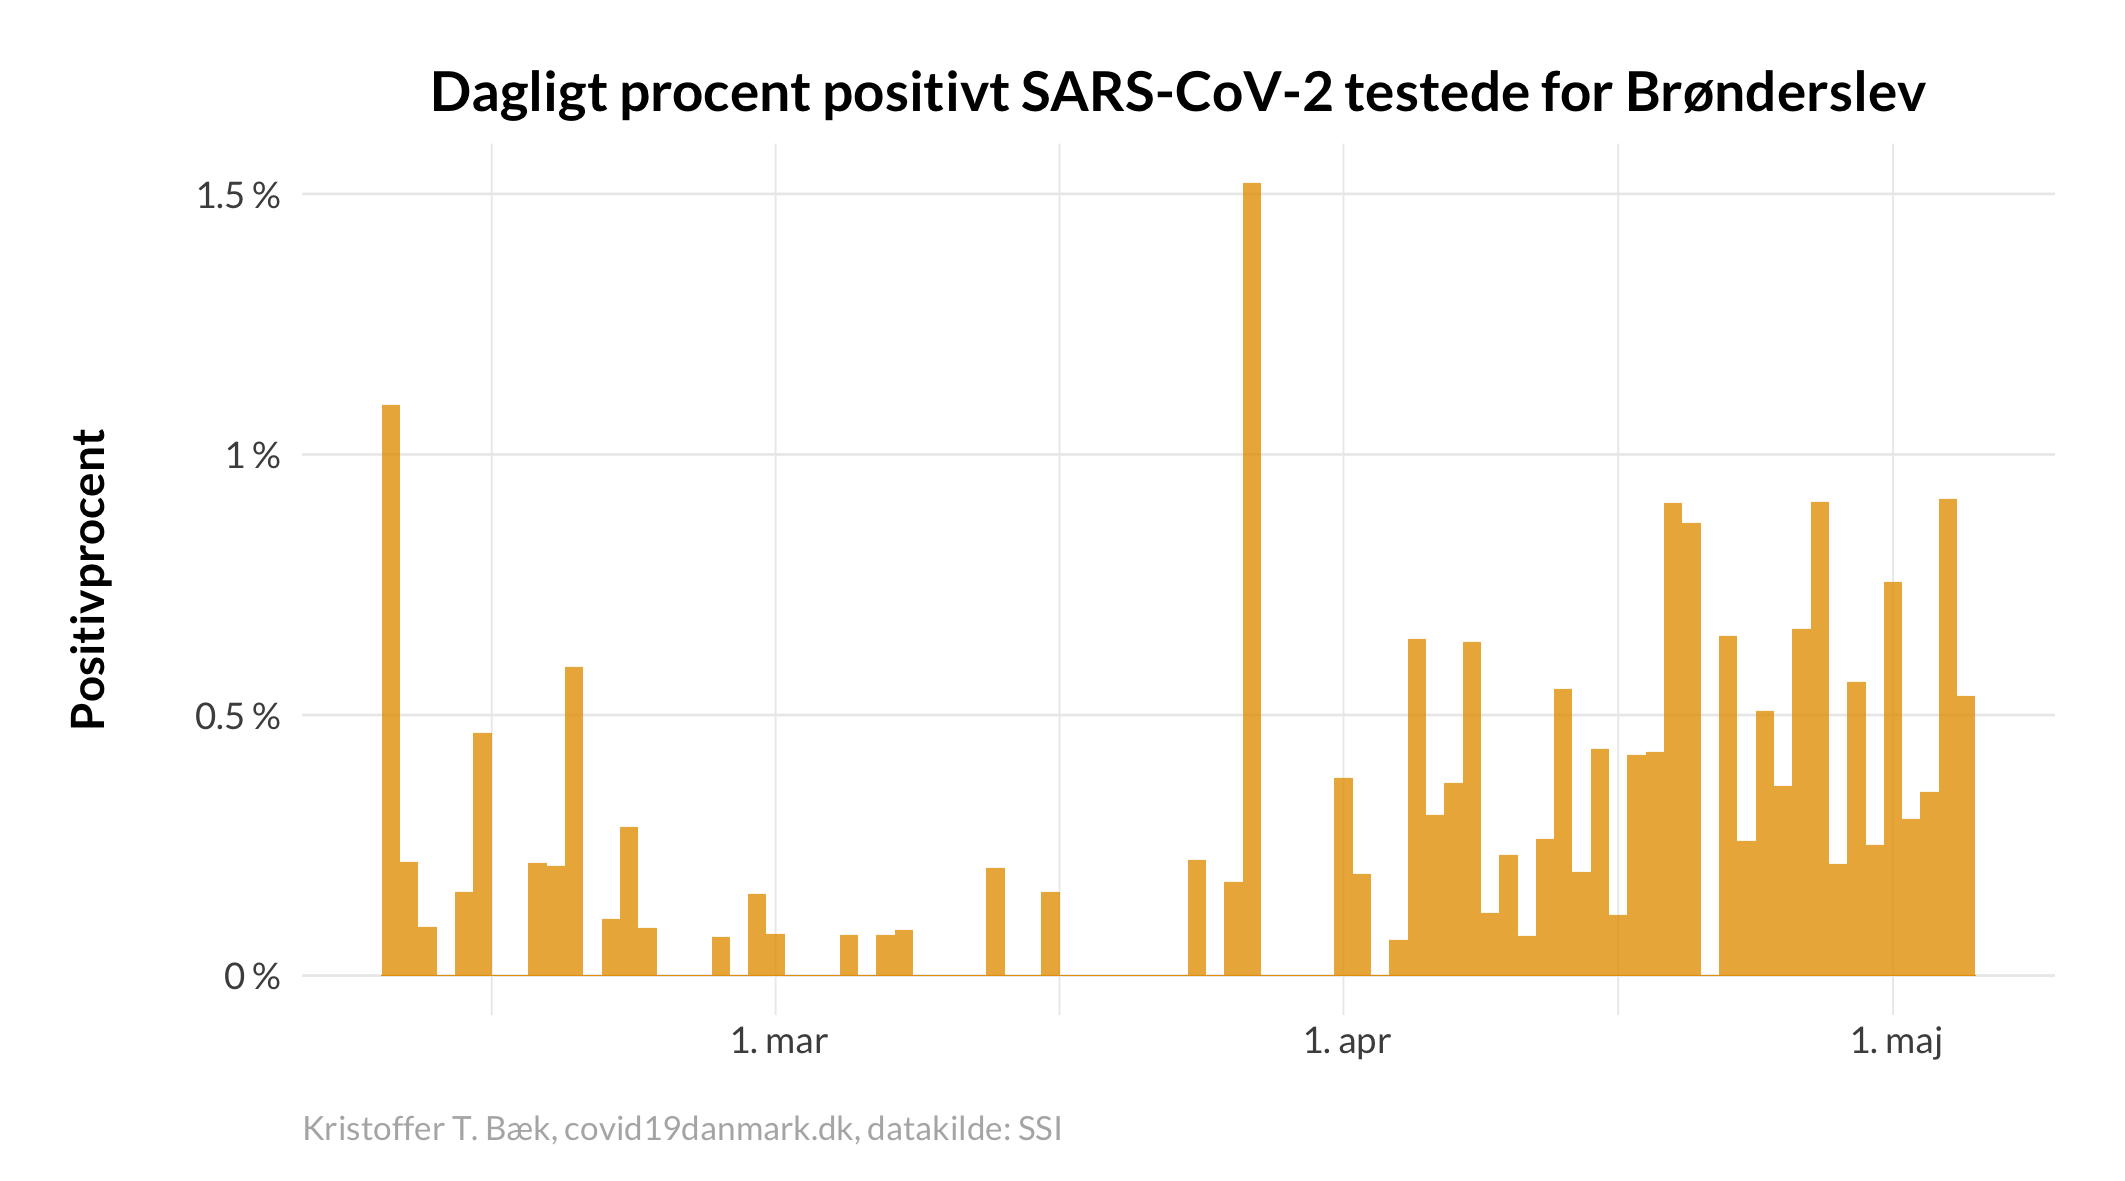 Dagligt procent positivt SARS-CoV-2 testede for Brønderslev
Positivprocent
1.5 %
1 %
0.5 %
0 %
1. mar
1. apr
1. maj
Kristoffer T. Bæk, covid19danmark.dk, datakilde: SSI